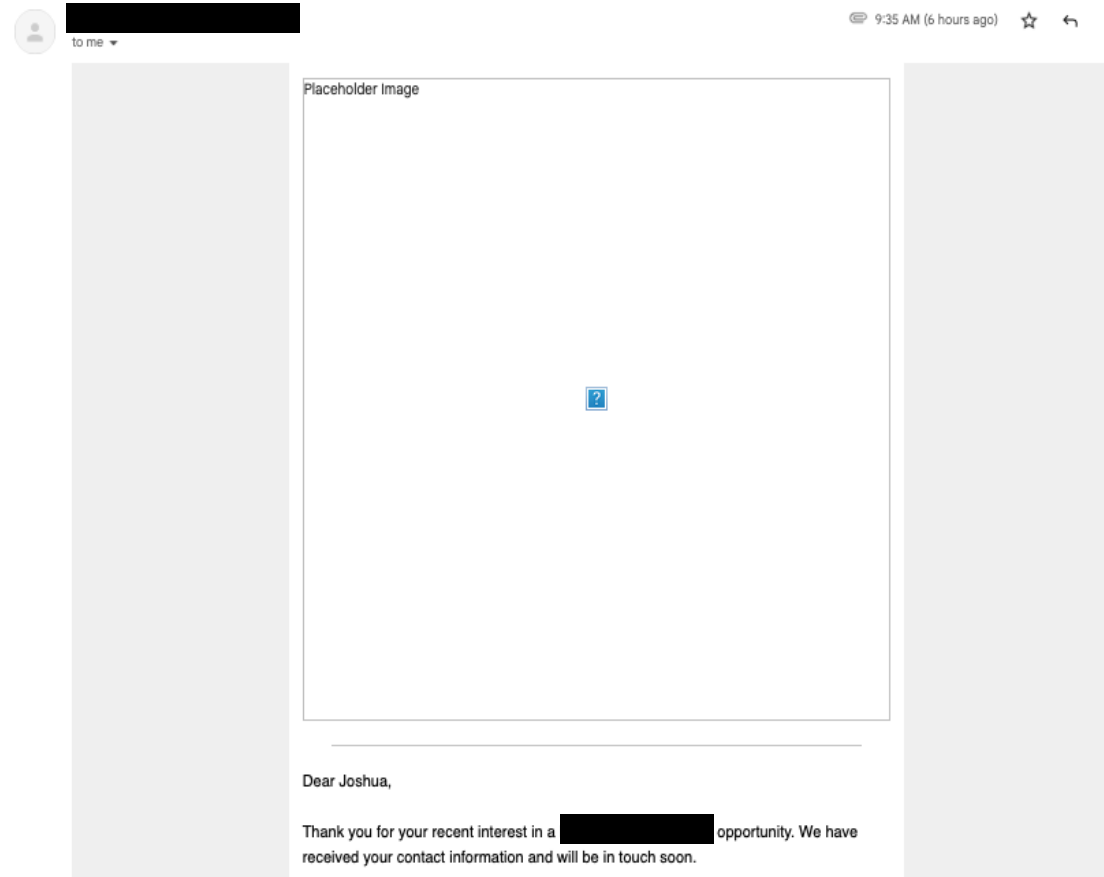 9:35 AM (6 hours ago)
to me
Placeholder Image
?
Dear Joshua,
Thank you for your recent interest in a opportunity. We have
received your contact information and will be in touch soon.